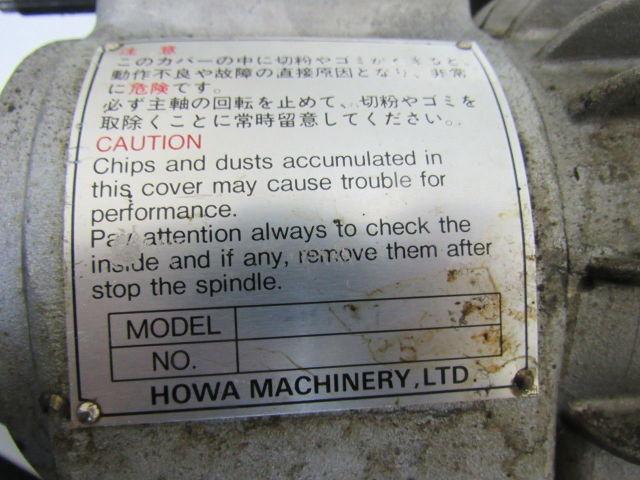 注 意
このカバーの中に切粉やゴミが
動作不良や故障の直接原因となり、非常
に危険です。
必ず主軸の回転を止めて、切粉やゴミを
取除くことに常時留意してください。
CAUTION
Chips and dusts accumulated in
this cover may cause trouble for
performance.
Pay attention always to check the
inside and if any, remove them after
stop the spindle.
MODEL
NO.
HOWA MACHINERY,LTD.